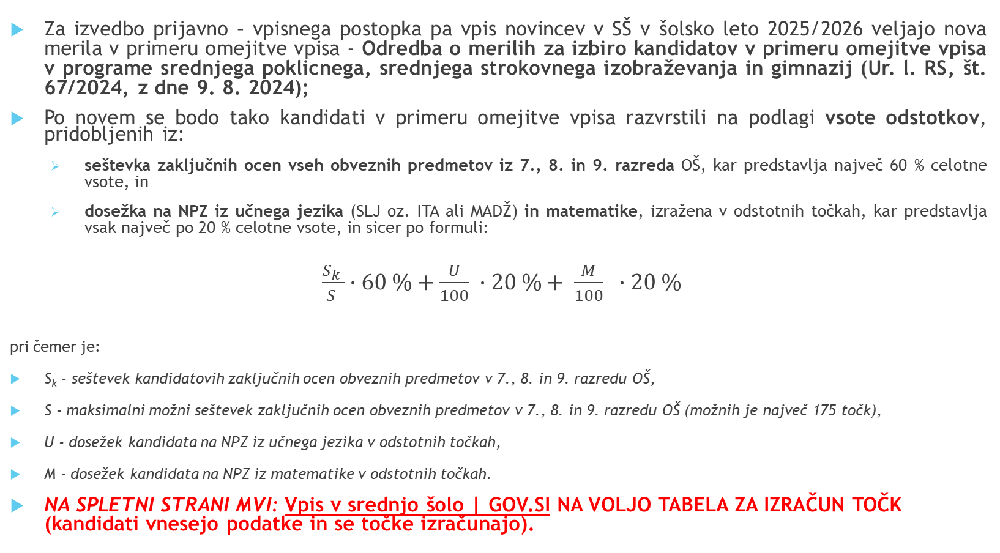 Za izvedbo prijavno – vpisnega postopka pa vpis novincev v SŠ v šolsko leto 2025/2026 veljajo nova
merila v primeru omejitve vpisa - Odredba o merilih za izbiro kandidatov v primeru omejitve vpisa
v programe srednjega poklicnega, srednjega strokovnega izobraževanja in gimnazij (Ur. l. RS, št.
67/2024, z dne 9. 8. 2024);
Po novem se bodo tako kandidati v primeru omejitve vpisa razvrstili na podlagi vsote odstotkov,
pridobljenih iz:
seštevka zaključnih ocen vseh obveznih predmetov iz 7., 8. in 9. razreda OŠ, kar predstavlja največ 60 % celotne
vsote, in
dosežka na NPZ iz učnega jezika (SLJ oz. ITA ali MADŽ) in matematike, izražena v odstotnih točkah, kar predstavlja
vsak največ po 20 % celotne vsote, in sicer po formuli:
S_k/S · 60 % + U/100 · 20 % + M/100 · 20 %
pri čemer je:
S_k - seštevek kandidatovih zaključnih ocen obveznih predmetov v 7., 8. in 9. razredu OŠ,
S - maksimalni možni seštevek zaključnih ocen obveznih predmetov v 7., 8. in 9. razredu OŠ (možnih je največ 175 točk),
U - dosežek kandidata na NPZ iz učnega jezika v odstotnih točkah,
M - dosežek kandidata na NPZ iz matematike v odstotnih točkah.
NA SPLETNI STRANI MVI: Vpis v srednjo šolo | GOV.SI NA VOLJO TABELA ZA IZRAČUN TOČK
(kandidati vnesejo podatke in se točke izračunajo).